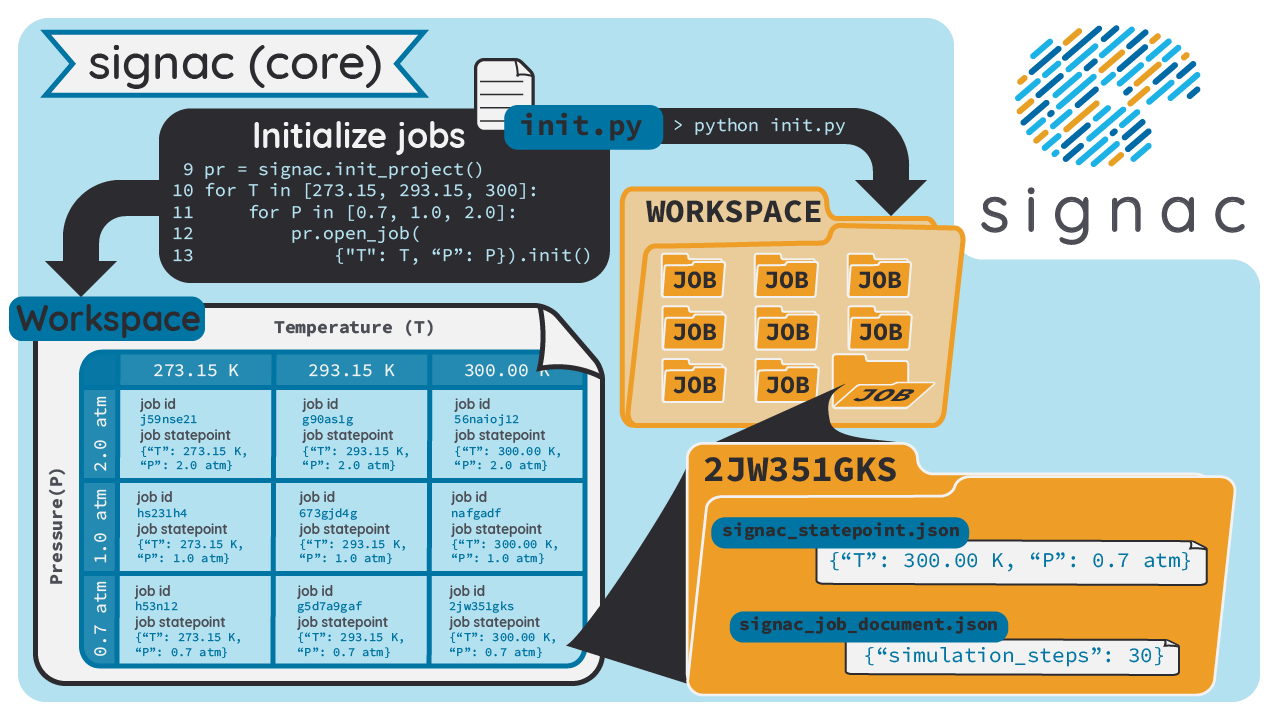 signac (core)
Initialize jobs
9 pr = signac.init_project()
10 for T in [273.15, 293.15, 300]:
11 for P in [0.7, 1.0, 2.0]:
12 pr.open_job(
13 {"T": T, “P”: P}).init()
init.py
> python init.py
signac
WORKSPACE
JOB JOB JOB
JOB JOB JOB
JOB JOB JOB
Workspace
Temperature (T)
273.15 K 293.15 K 300.00 K
Pressure(P)
2.0 atm
job id
j59nse21
job statepoint
{“T”: 273.15 K,
“P”: 2.0 atm}
job id
g90as1g
job statepoint
{“T”: 293.15 K,
“P”: 2.0 atm}
job id
56naioj12
job statepoint
{“T”: 300.00 K,
“P”: 2.0 atm}
1.0 atm
job id
hs231h4
job statepoint
{“T”: 273.15 K,
“P”: 1.0 atm}
job id
673gjd4g
job statepoint
{“T”: 293.15 K,
“P”: 1.0 atm}
job id
nafgadf
job statepoint
{“T”: 300.00 K,
“P”: 1.0 atm}
0.7 atm
job id
h53n12
job statepoint
{“T”: 273.15 K,
“P”: 0.7 atm}
job id
g5d7a9gaf
job statepoint
{“T”: 293.15 K,
“P”: 0.7 atm}
job id
2jw351gks
job statepoint
{“T”: 300.00 K,
“P”: 0.7 atm}
2JW351GKS
signac_statepoint.json
{“T”: 300.00 K, “P”: 0.7 atm}
signac_job_document.json
{“simulation_steps”: 30}